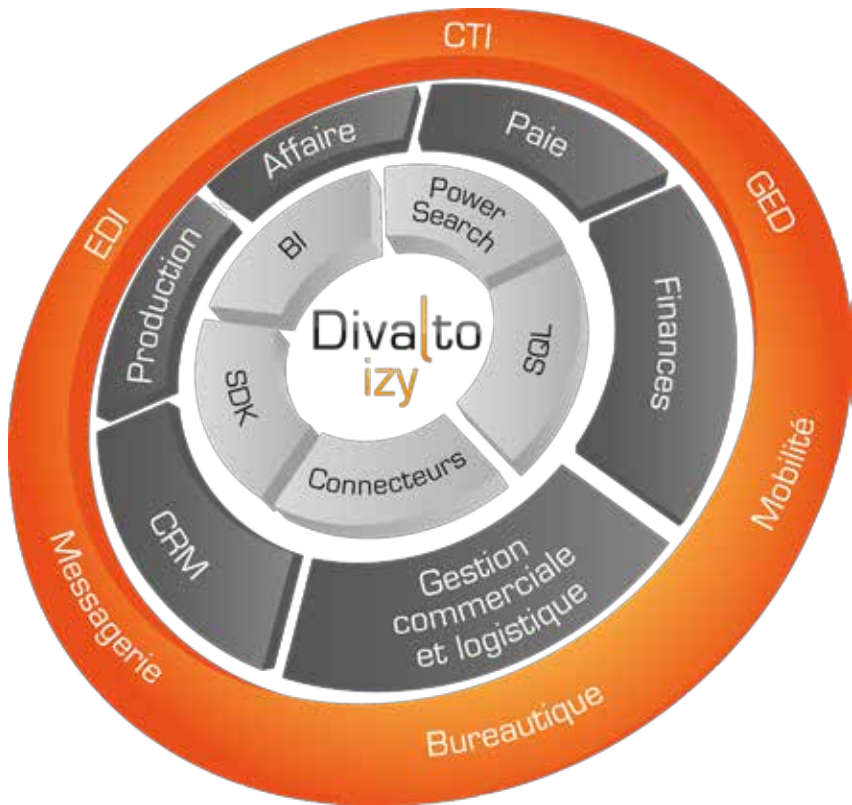 CTI
GED
Mobilité
Bureautique
Messagerie
EDI
Affaire
Paie
Finances
Gestion
commerciale
et logistique
CRM
Production
BI
Power
Search
SQL
Connecteurs
SDK
Divalto
izy